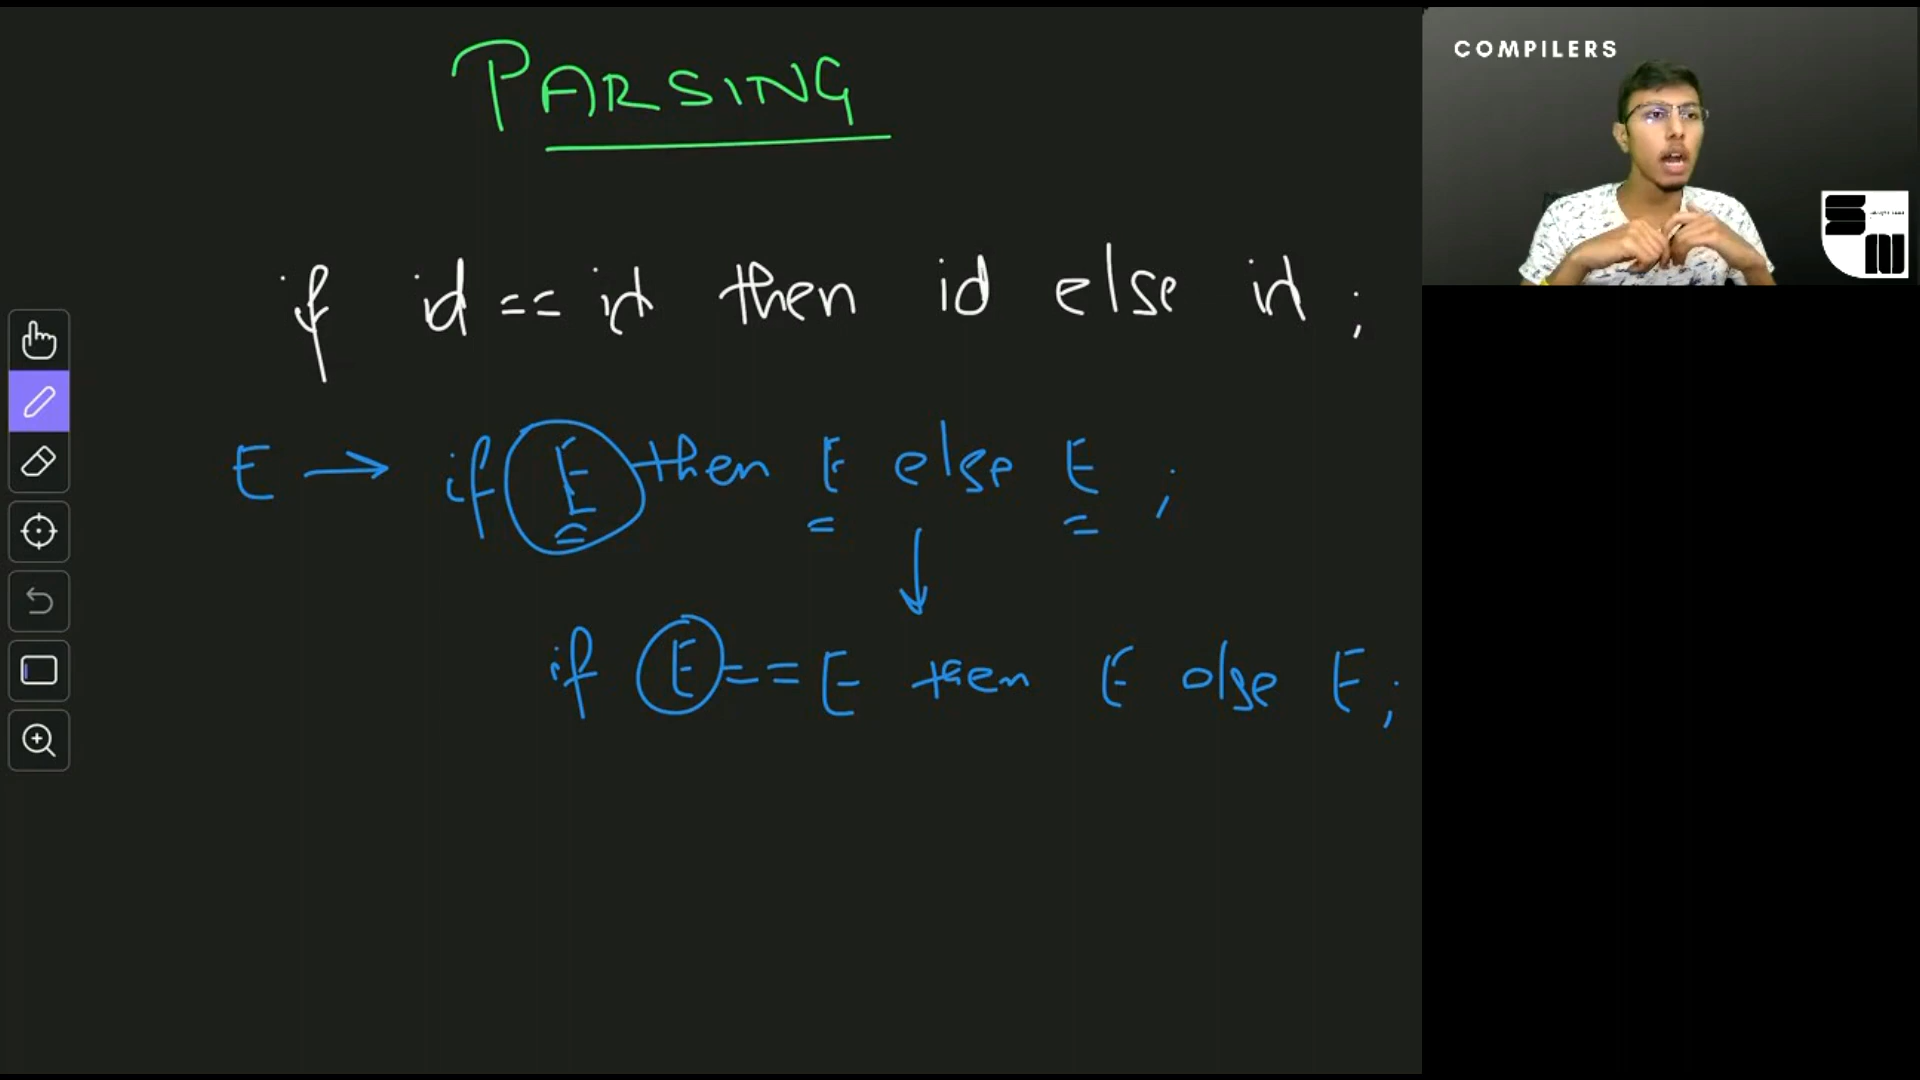 PARSING
COMPILERS
if id == id then id else id ;
E → if E then E else E ;
if E == E then E else E ;